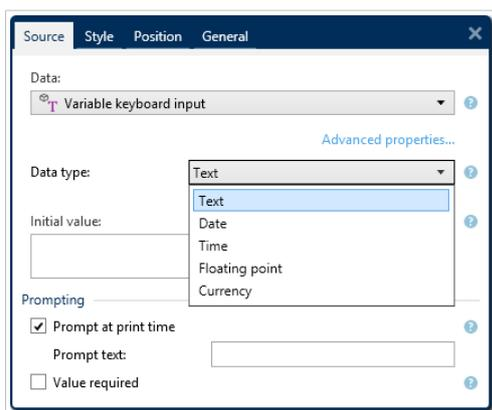 Source Style Position General
Data:
Variable keyboard input
Advanced properties...
Data type: Text
Text
Date
Initial value:
Time
Floating point
Currency
Prompting
Prompt at print time
Prompt text:
Value required